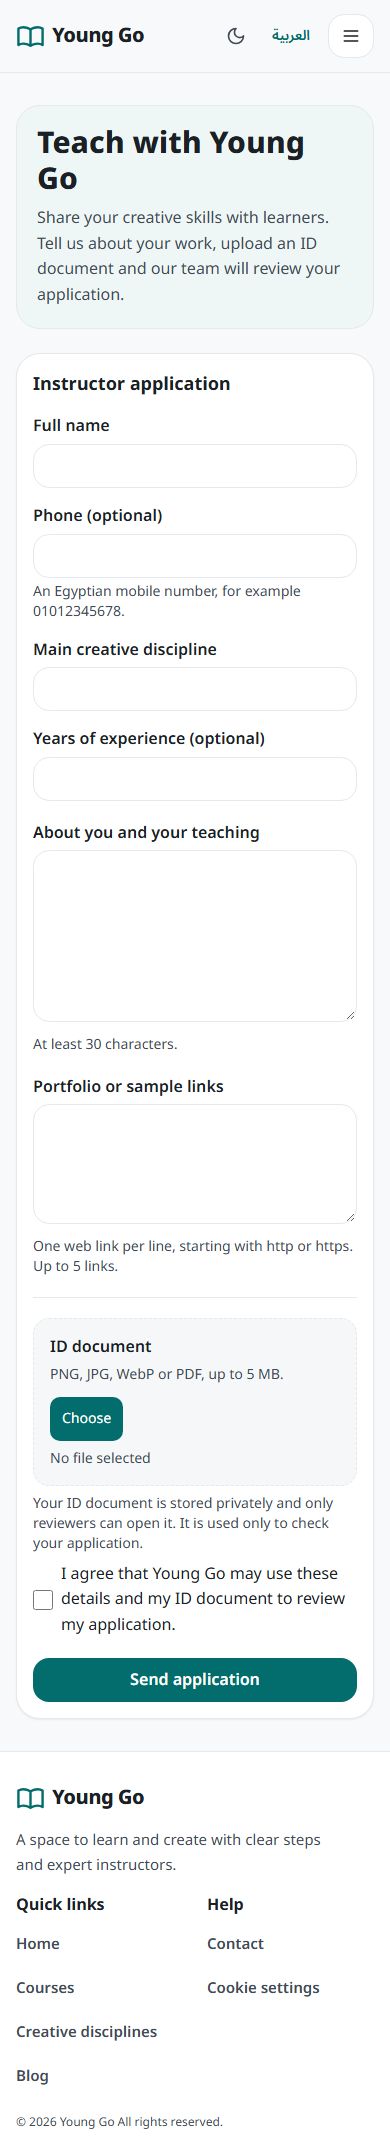 Young Go
العربية
Teach with Young
Go
Share your creative skills with learners.
Tell us about your work, upload an ID
document and our team will review your
application.
Instructor application
Full name
Phone (optional)
An Egyptian mobile number, for example
01012345678.
Main creative discipline
Years of experience (optional)
About you and your teaching
At least 30 characters.
Portfolio or sample links
One web link per line, starting with http or https.
Up to 5 links.
ID document
PNG, JPG, WebP or PDF, up to 5 MB.
Choose
No file selected
Your ID document is stored privately and only
reviewers can open it. It is used only to check
your application.
I agree that Young Go may use these
details and my ID document to review
my application.
Send application
Young Go
A space to learn and create with clear steps
and expert instructors.
Quick links
Help
Home
Contact
Courses
Cookie settings
Creative disciplines
Blog
© 2026 Young Go All rights reserved.